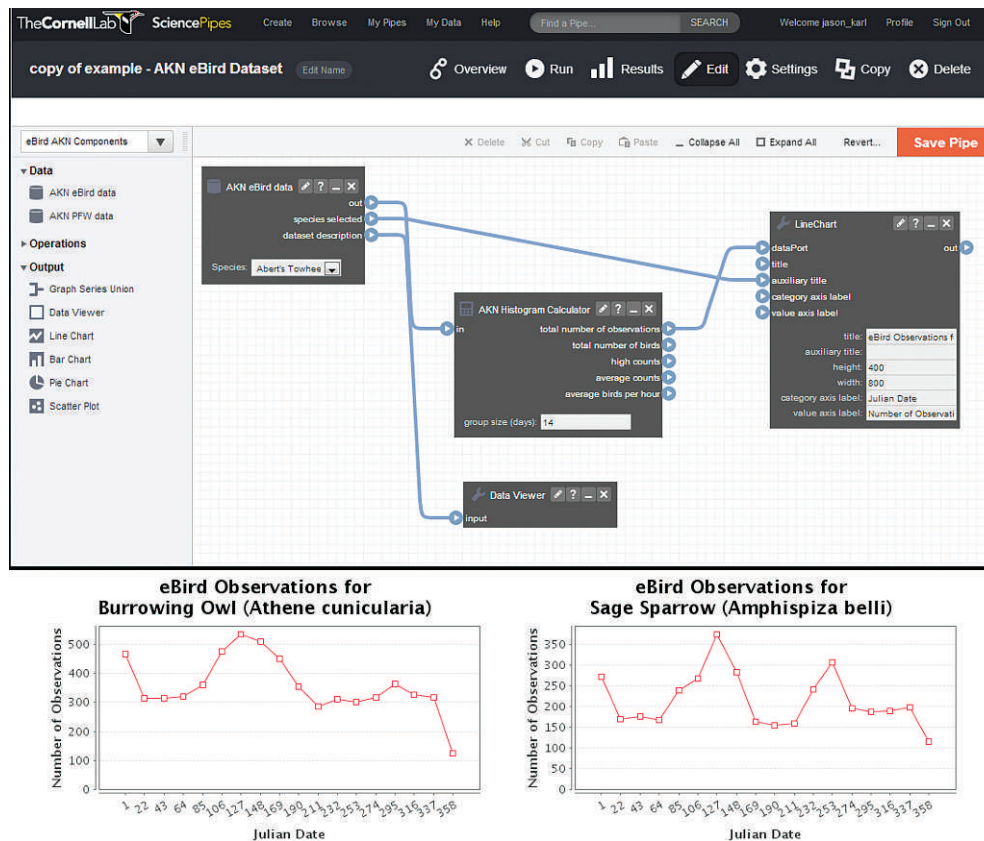 TheCornellLab SciencePipes Create Browse My Pipes My Data Help Find a Pipe... SEARCH Welcome jason_karl Profile Sign Out
copy of example - AKN eBird Dataset Edit Name Overview Run Results Edit Settings Copy Delete
eBird AKN Components Delete Cut Copy Paste Collapse All Expand All Revert... Save Pipe
Data
AKN eBird data
AKN PFW data
Operations
Output
Graph Series Union
Data Viewer
Line Chart
Bar Chart
Pie Chart
Scatter Plot
AKN eBird data ?
out
species selected
dataset description
Species: Abert's Towhee
AKN Histogram Calculator ?
in total number of observations
total number of birds
high counts
average counts
average birds per hour
group size (days): 14
Data Viewer ?
input
LineChart ?
dataPort out
title
auxiliary title
category axis label
value axis label
title: eBird Observations f
auxiliary title:
height: 400
width: 800
category axis label: Julian Date
value axis label: Number of Observati
eBird Observations for
Burrowing Owl (Athene cunicularia)
Number of Observations
500
400
300
200
100
0
1 22 43 64 85 106 127 148 169 190 211 232 253 274 295 316 337 358
Julian Date
eBird Observations for
Sage Sparrow (Amphispiza belli)
Number of Observations
350
300
250
200
150
100
50
0
1 22 43 64 85 106 127 148 169 190 211 232 253 274 295 316 337 358
Julian Date